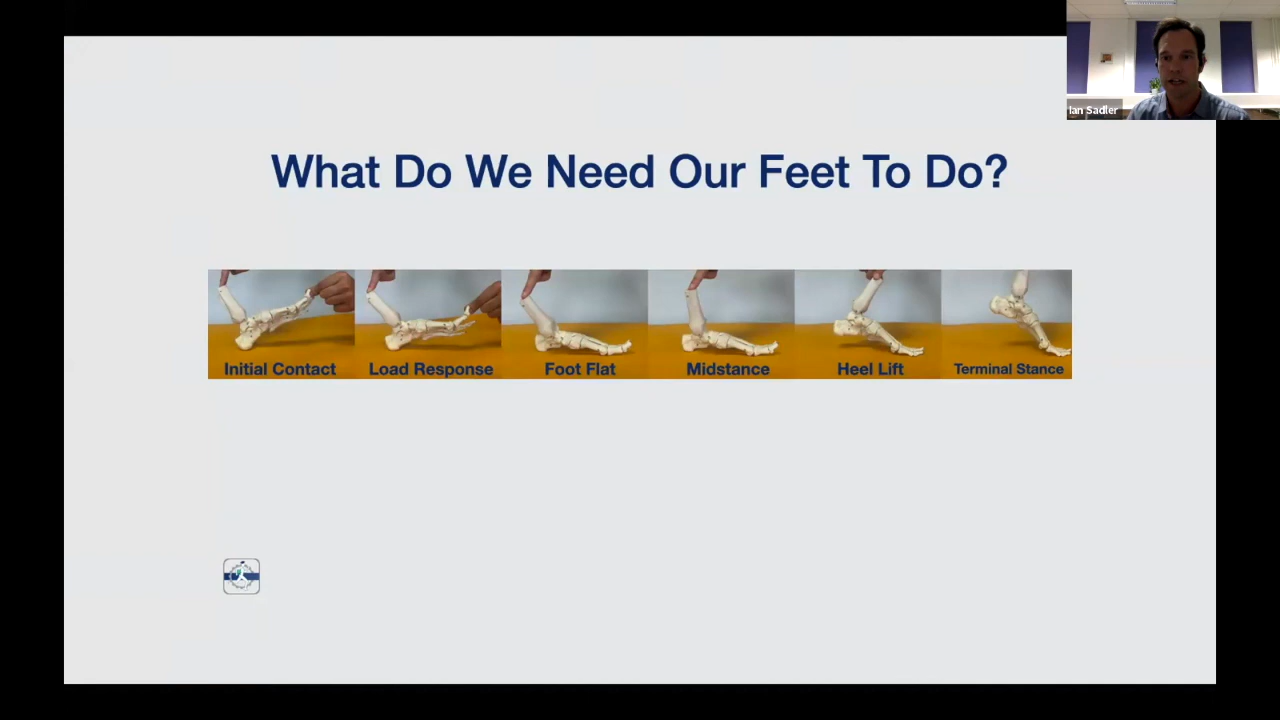 Ian Sadler
What Do We Need Our Feet To Do?
Initial Contact Load Response Foot Flat Midstance Heel Lift Terminal Stance